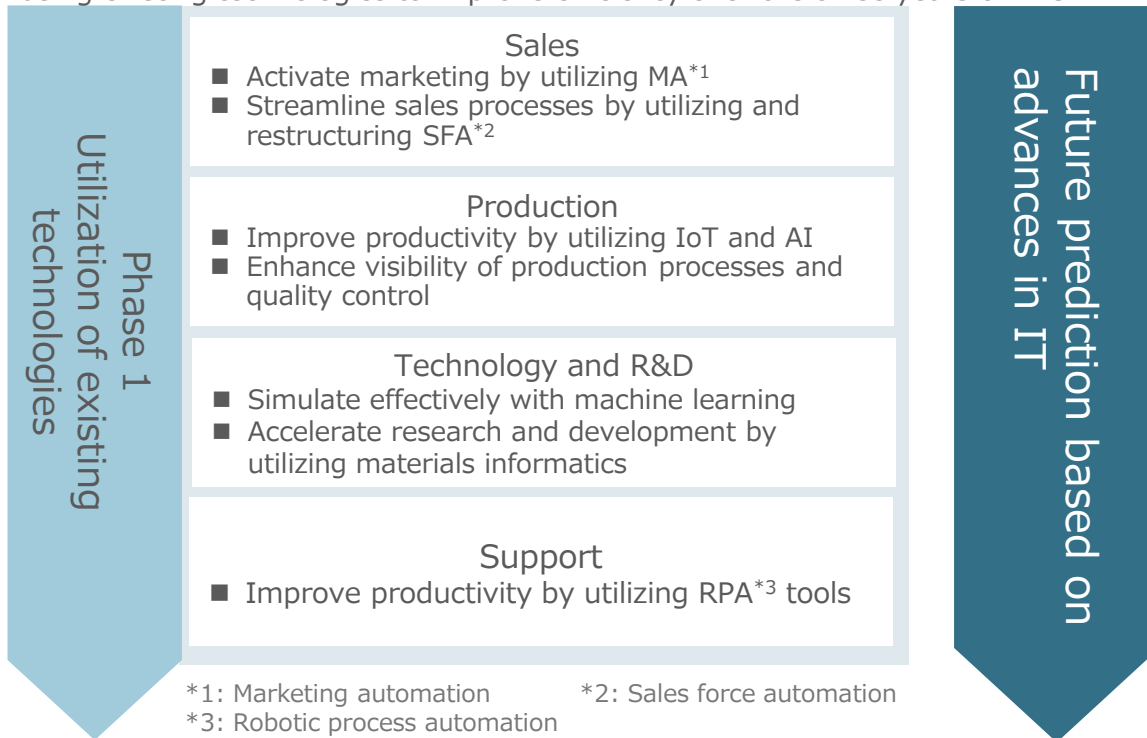 Sales
■ Activate marketing by utilizing MA*1
■ Streamline sales processes by utilizing and
restructuring SFA*2
Production
■ Improve productivity by utilizing IoT and AI
■ Enhance visibility of production processes and
quality control
Technology and R&D
■ Simulate effectively with machine learning
■ Accelerate research and development by
utilizing materials informatics
Support
■ Improve productivity by utilizing RPA*3 tools
Phase 1
Utilization of existing
technologies
Future prediction based on
advances in IT
*1: Marketing automation *2: Sales force automation
*3: Robotic process automation